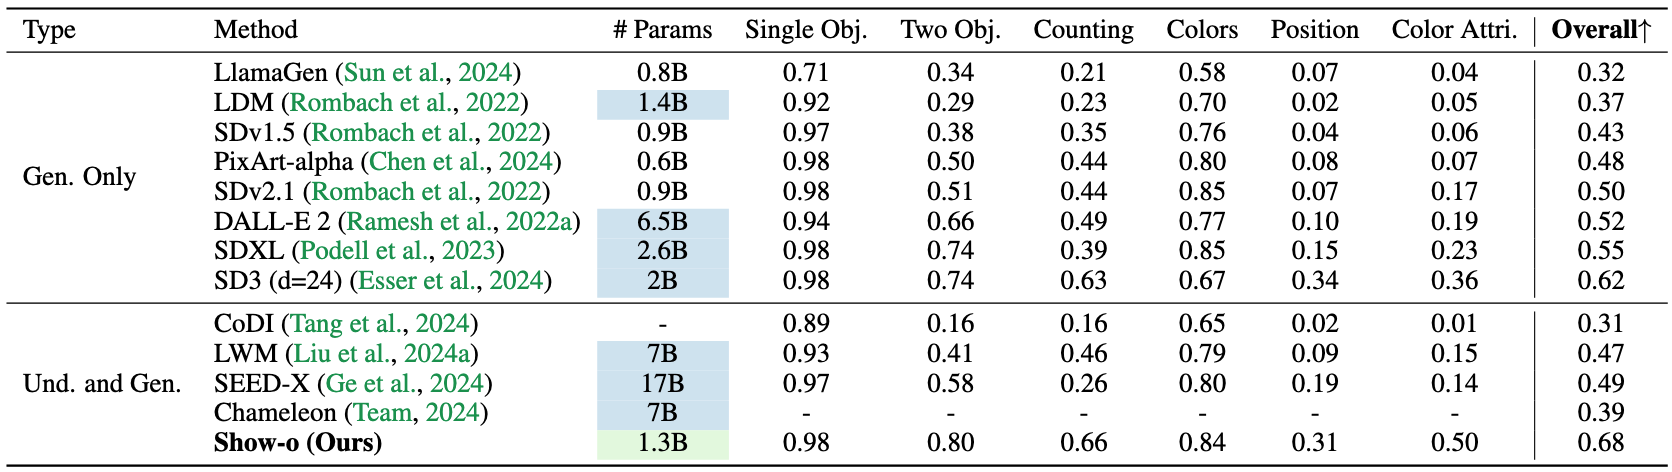 Type Method # Params Single Obj. Two Obj. Counting Colors Position Color Attri. Overall↑
LlamaGen (Sun et al., 2024) 0.8B 0.71 0.34 0.21 0.58 0.07 0.04 0.32
LDM (Rombach et al., 2022) 1.4B 0.92 0.29 0.23 0.70 0.02 0.05 0.37
SDv1.5 (Rombach et al., 2022) 0.9B 0.97 0.38 0.35 0.76 0.04 0.06 0.43
PixArt-alpha (Chen et al., 2024) 0.6B 0.98 0.50 0.44 0.80 0.08 0.07 0.48
Gen. Only
SDv2.1 (Rombach et al., 2022) 0.9B 0.98 0.51 0.44 0.85 0.07 0.17 0.50
DALL-E 2 (Ramesh et al., 2022a) 6.5B 0.94 0.66 0.49 0.77 0.10 0.19 0.52
SDXL (Podell et al., 2023) 2.6B 0.98 0.74 0.39 0.85 0.15 0.23 0.55
SD3 (d=24) (Esser et al., 2024) 2B 0.98 0.74 0.63 0.67 0.34 0.36 0.62
CoDI (Tang et al., 2024) - 0.89 0.16 0.16 0.65 0.02 0.01 0.31
LWM (Liu et al., 2024a) 7B 0.93 0.41 0.46 0.79 0.09 0.15 0.47
Und. and Gen. SEED-X (Ge et al., 2024) 17B 0.97 0.58 0.26 0.80 0.19 0.14 0.49
Chameleon (Team, 2024) 7B - - - - - - 0.39
Show-o (Ours) 1.3B 0.98 0.80 0.66 0.84 0.31 0.50 0.68